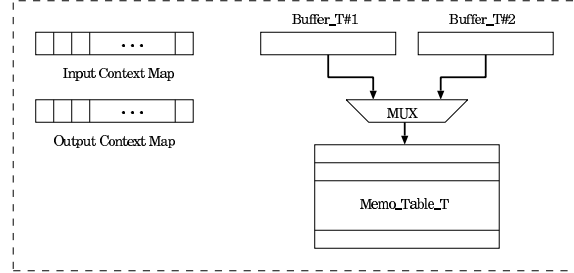 Buffer_T#1
Buffer_T#2
...
Input Context Map
...
Output Context Map
MUX
Memo_Table_T